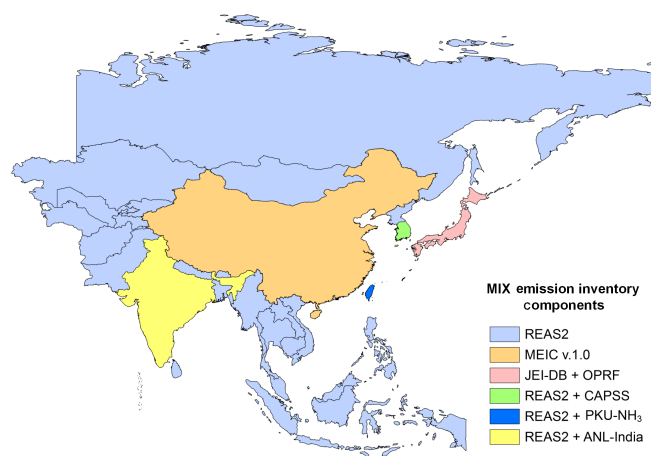 MIX emission inventory
components
REAS2
MEIC v.1.0
JEI-DB + OPRF
REAS2 + CAPSS
REAS2 + PKU-NH₃
REAS2 + ANL-India